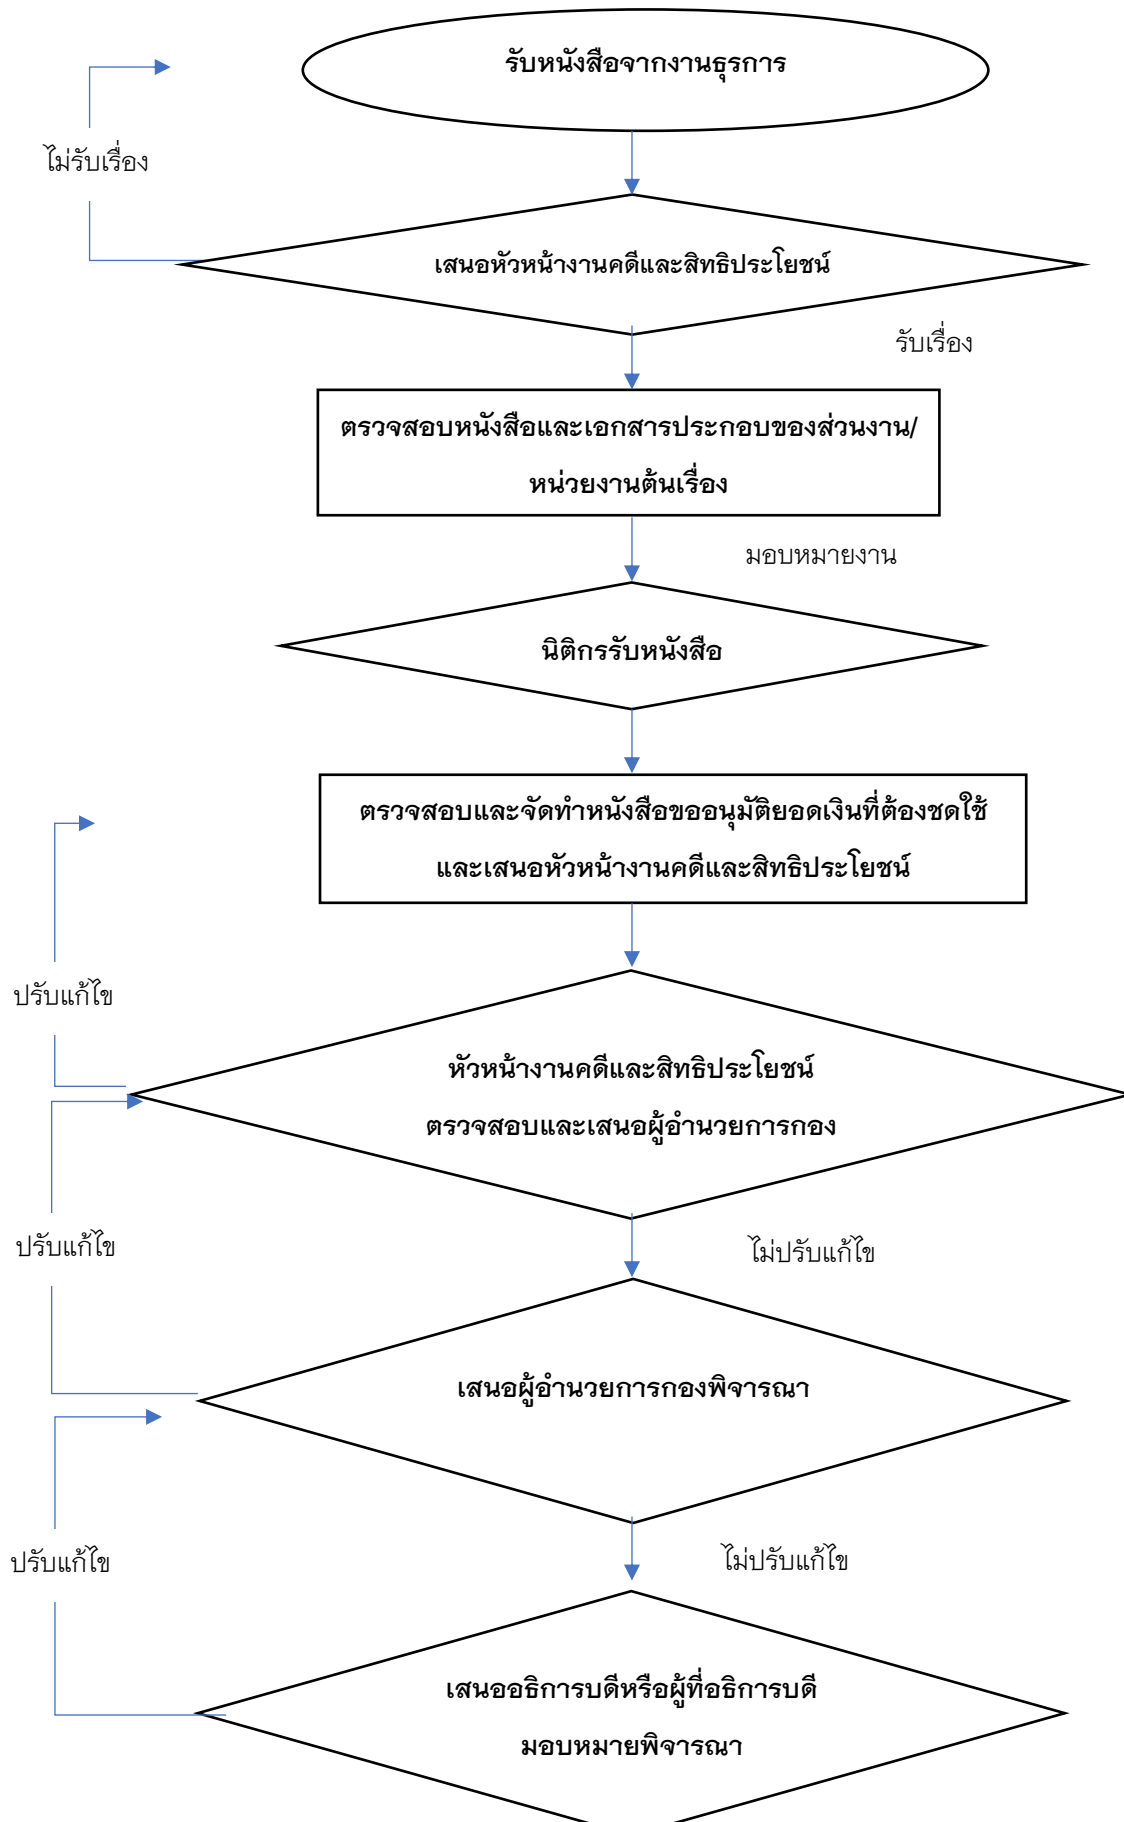 รับหนังสือจากงานธุรการ
ไม่รับเรื่อง
เสนอหัวหน้างานคดีและสิทธิประโยชน์
รับเรื่อง
ตรวจสอบหนังสือและเอกสารประกอบของส่วนงาน/
หน่วยงานต้นเรื่อง
มอบหมายงาน
นิติกรรับหนังสือ
ตรวจสอบและจัดทำหนังสือขออนุมัติยอดเงินที่ต้องชดใช้
และเสนอหัวหน้างานคดีและสิทธิประโยชน์
ปรับแก้ไข
หัวหน้างานคดีและสิทธิประโยชน์
ตรวจสอบและเสนอผู้อำนวยการกอง
ปรับแก้ไข
ไม่ปรับแก้ไข
เสนอผู้อำนวยการกองพิจารณา
ปรับแก้ไข
ไม่ปรับแก้ไข
เสนออธิการบดีหรือผู้ที่อธิการบดี
มอบหมายพิจารณา